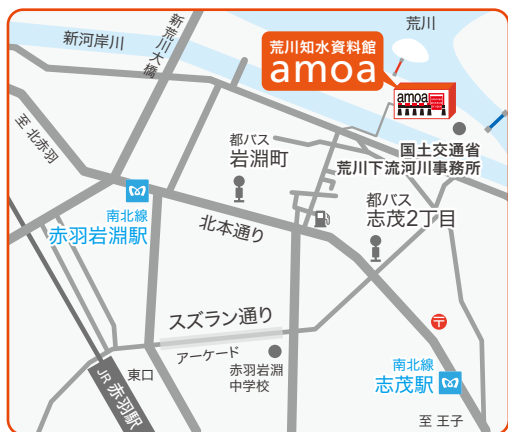 荒川
新河岸川
新荒川大橋
荒川知水資料館
amoa
amoa
至 北赤羽
国土交通省
荒川下流河川事務所
都バス
岩淵町
都バス
志茂2丁目
南北線
赤羽岩淵駅
北本通り
スズラン通り
アーケード
赤羽岩淵
中学校
東口
JR 赤羽駅
南北線
志茂駅
至 王子